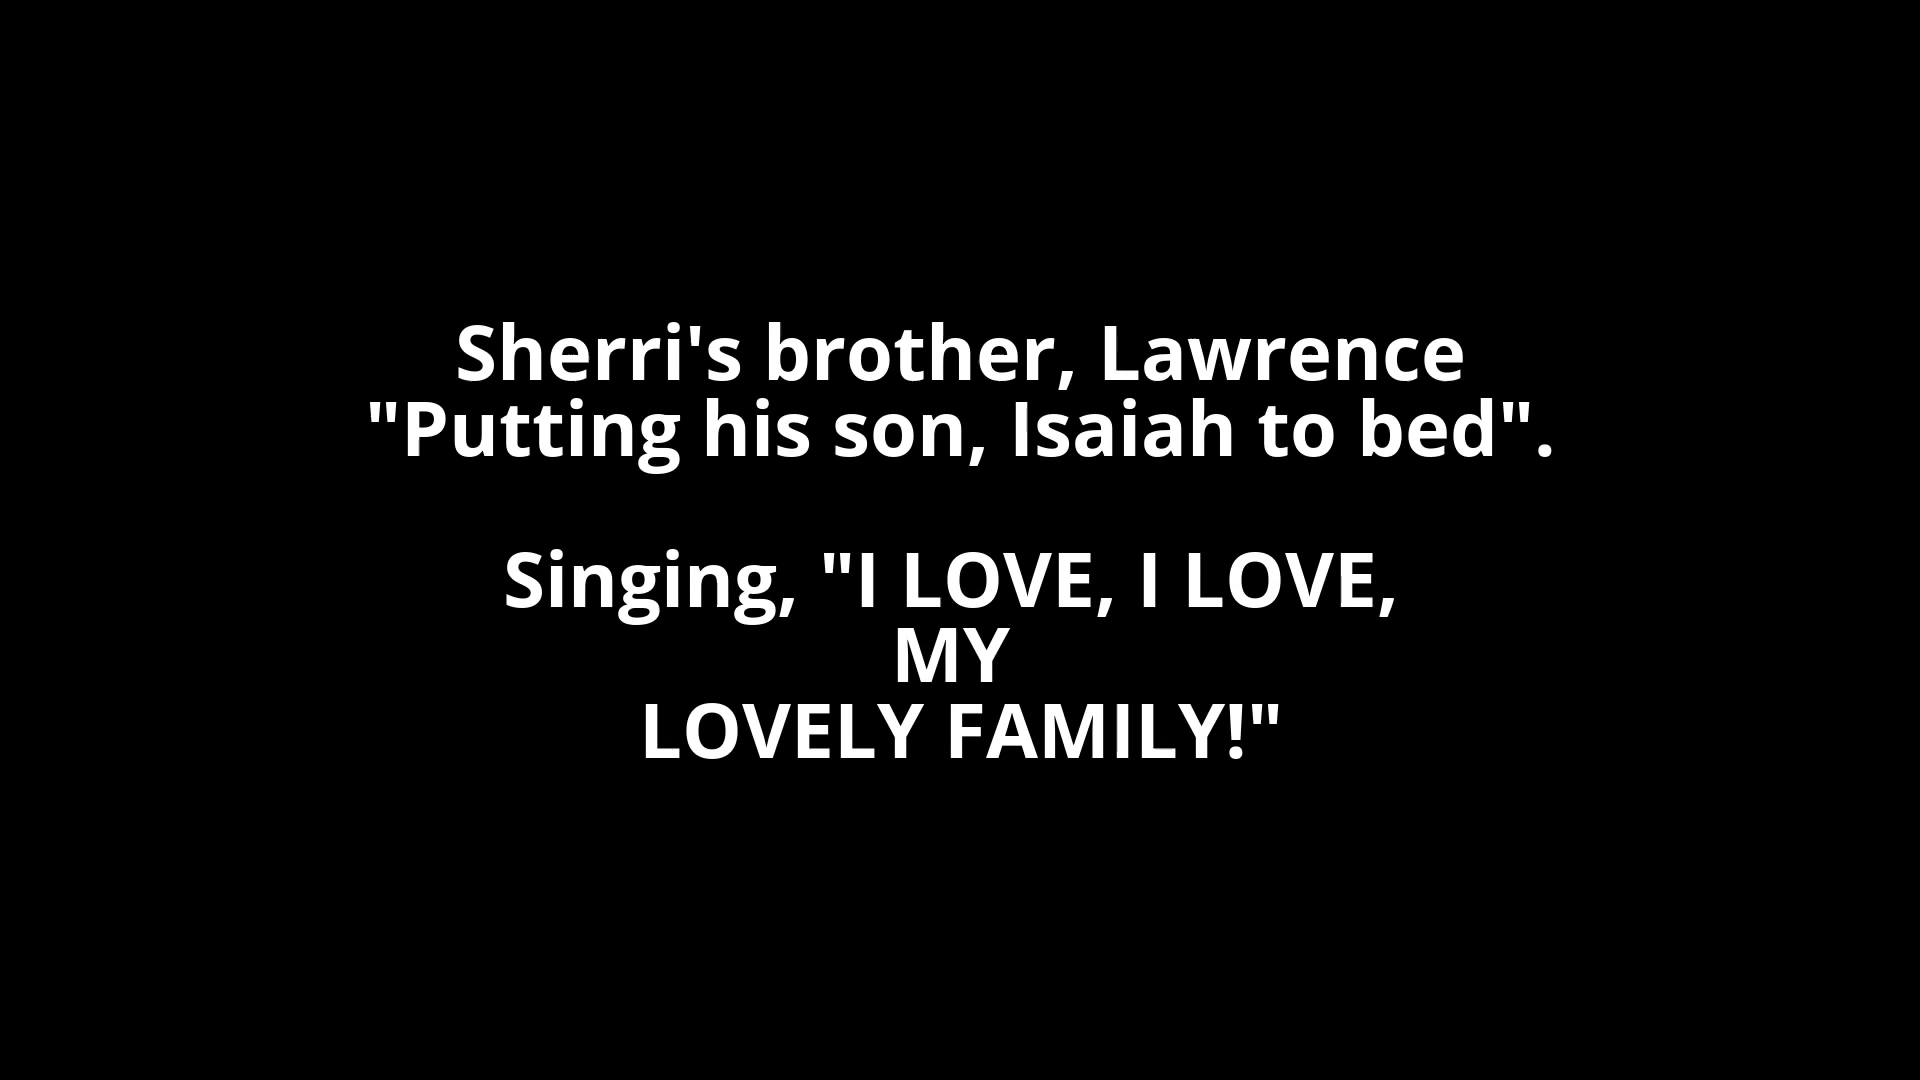 Sherri's brother, Lawrence
"Putting his son, Isaiah to bed".
Singing, "I LOVE, I LOVE,
MY
LOVELY FAMILY!"